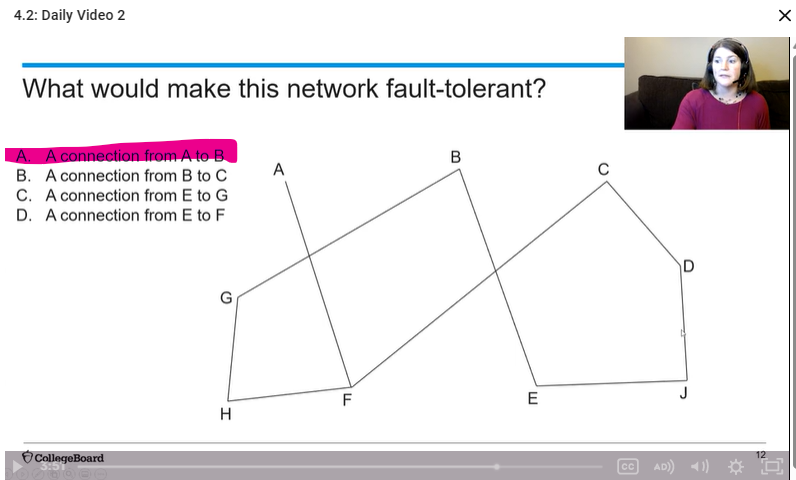 4.2: Daily Video 2
What would make this network fault-tolerant?
A. A connection from A to B
B. A connection from B to C
C. A connection from E to G
D. A connection from E to F
A
B
C
D
G
H
F
E
J
CollegeBoard
12
3:51
CC
AD))